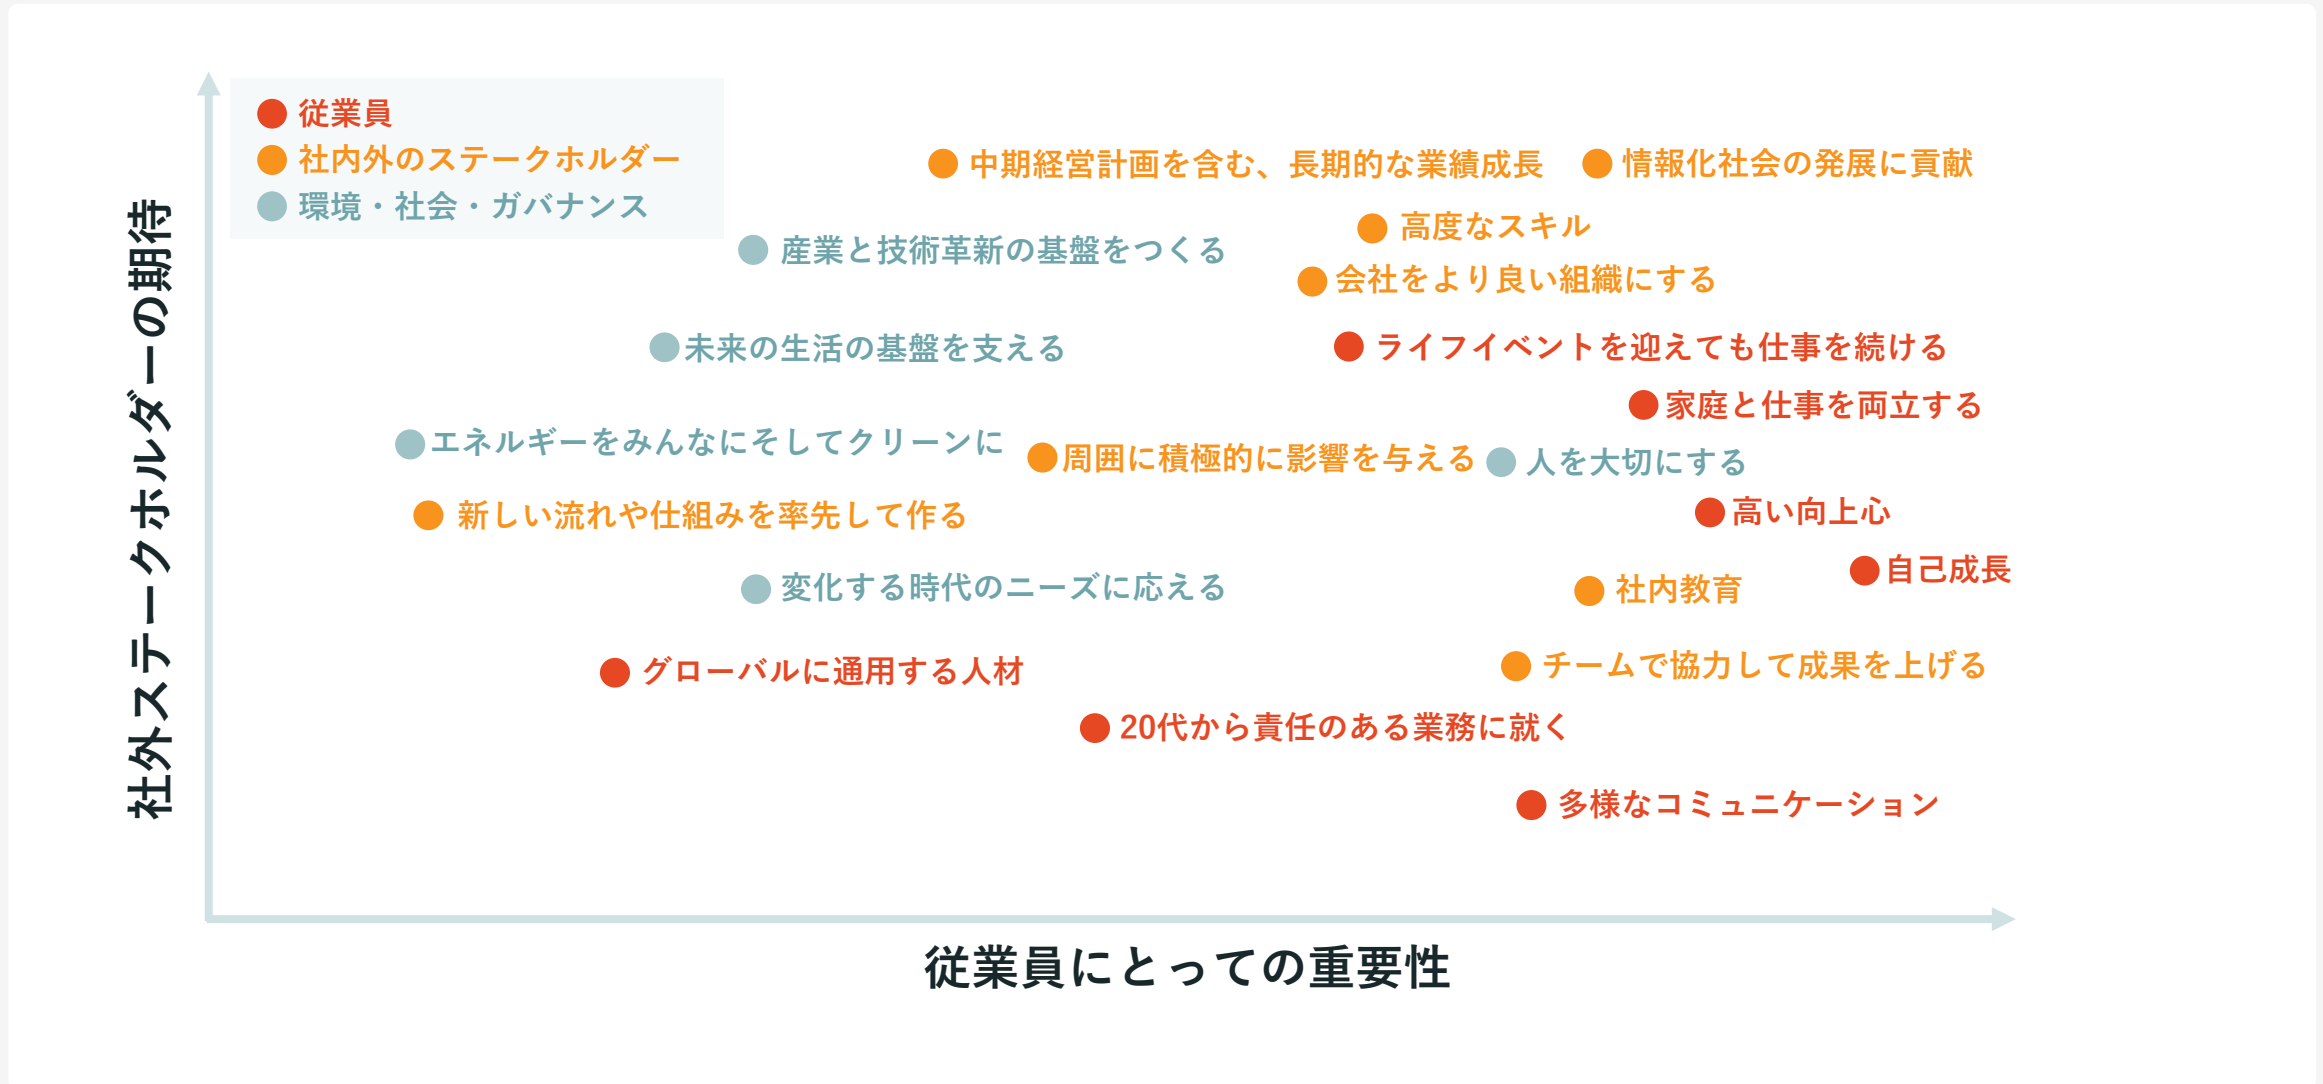 従業員
社内外のステークホルダー
環境・社会・ガバナンス
社外ステークホルダーの期待
中期経営計画を含む、長期的な業績成長
情報化社会の発展に貢献
高度なスキル
産業と技術革新の基盤をつくる
会社をより良い組織にする
未来の生活の基盤を支える
ライフイベントを迎えても仕事を続ける
家庭と仕事を両立する
エネルギーをみんなにそしてクリーンに
周囲に積極的に影響を与える
人を大切にする
新しい流れや仕組みを率先して作る
高い向上心
自己成長
変化する時代のニーズに応える
社内教育
グローバルに通用する人材
チームで協力して成果を上げる
20代から責任のある業務に就く
多様なコミュニケーション
従業員にとっての重要性